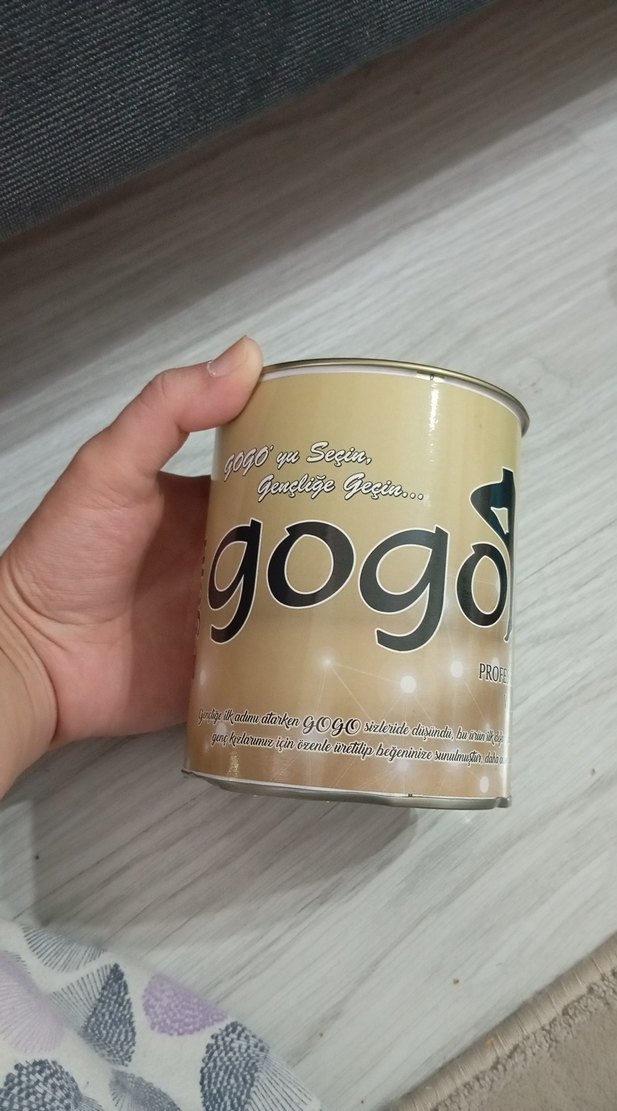 GOGO' yu Seçin,
Gençliğe Geçin...
gogo
PROFE
Gençliğe ilk adımı atarken GOGO sizleride düşündü, bu ürün ilk
genç kızlarımız için özenle üretilip beğeninize sunulmuştur, daha